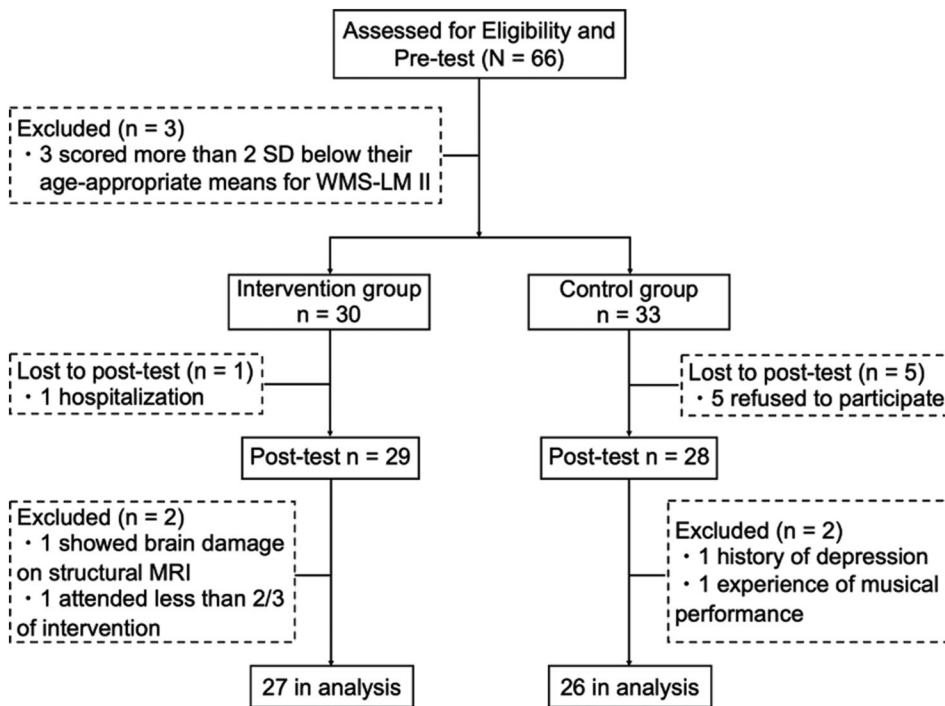 Assessed for Eligibility and
Pre-test (N = 66)
Excluded (n = 3)
・3 scored more than 2 SD below their
age-appropriate means for WMS-LM II
Intervention group
n = 30
Control group
n = 33
Lost to post-test (n = 1)
・1 hospitalization
Lost to post-test (n = 5)
・5 refused to participate
Post-test n = 29
Post-test n = 28
Excluded (n = 2)
・1 showed brain damage
on structural MRI
・1 attended less than 2/3
of intervention
Excluded (n = 2)
・1 history of depression
・1 experience of musical
performance
27 in analysis
26 in analysis